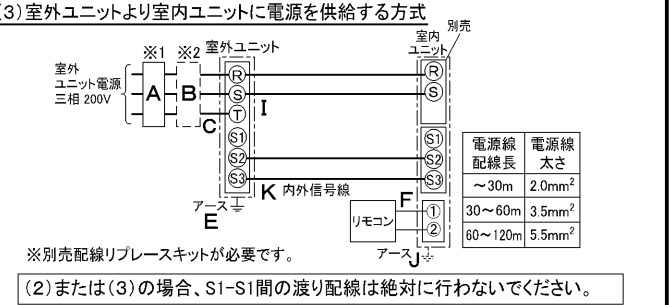 (3)室外ユニットより室内ユニットに電源を供給する方式
別売
※1 ※2 室外ユニット
室内
ユニット
室外
ユニット電源
三相 200V
A B C
R R
S I S
T
S1 S1
S2 S2
S3 S3
K 内外信号線
アース
E
F
リモコン
①
②
アース J
電源線
配線長
電源線
太さ
~30m 2.0mm²
30~60m 3.5mm²
60~120m 5.5mm²
※別売配線リプレースキットが必要です。
(2)または(3)の場合、S1-S1間の渡り配線は絶対に行わないでください。